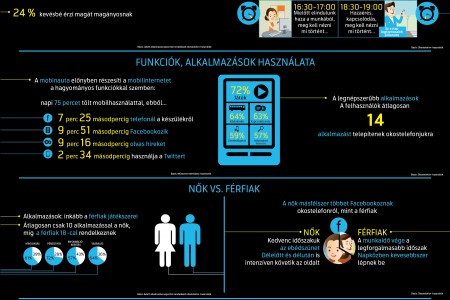 24 % kevésbé érzi magát magányosnak
16:30-17:00
Mielőtt elindulunk
haza a munkából,
meg kell nézni
mi történt...
18:30-19:00
Hazaérés,
kapcsolódás,
meg kell nézni
mi történt...
FUNKCIÓK, ALKALMAZÁSOK HASZNÁLATA
A mobinauta előnyben részesíti a mobilinternetet
a hagyományos funkciókkal szemben:
napi 75 percet tölt mobilhasználattal, ebből...
7 perc 25 másodpercig telefonál a készülékről
9 perc 51 másodpercig Facebookozik
9 perc 16 másodpercig olvas híreket
2 perc 34 másodpercig használja a Twittert
72%
64%
63%
59%
57%
A legnépszerűbb alkalmazások
A felhasználók átlagosan
14
alkalmazást telepítenek okostelefonjukra
NŐK VS. FÉRFIAK
Alkalmazások: inkább a férfiak játékszerei
Átlagosan csak 10 alkalmazással a nők,
míg a férfiak 18-cal rendelkeznek
A nők másfélszer többet Facebookoznak
okostelefonról, mint a férfiak
NŐK
Kedvenc időszakuk
az ebédszünet
Délelőtt és délután is
intenzíven követik az oldalt
FÉRFIAK
A munkaidő vége a
legforgalmasabb időszak
Napközben kevesebbszer
lépnek be